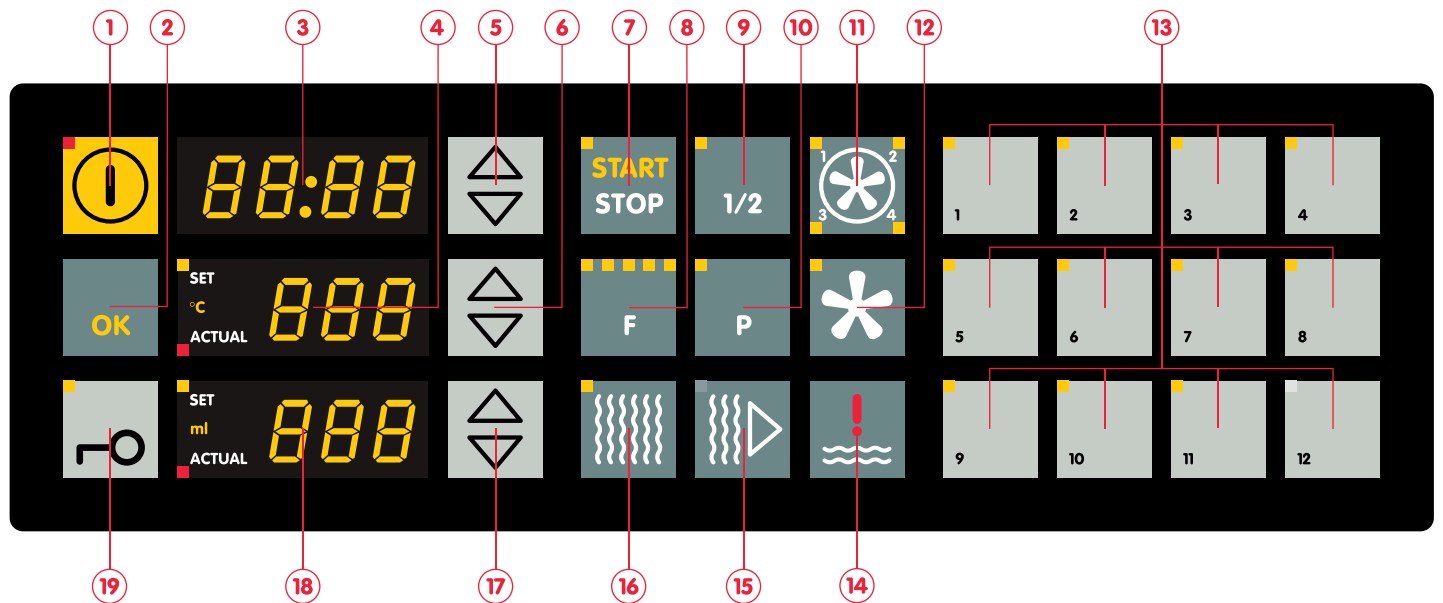 1 2 3 4 5 6 7 8 9 10 11 12 13
88:88
START
STOP
1/2
1 2
3 4
1 2 3 4
OK
SET
°C
ACTUAL
888
F
P
5 6 7 8
SET
ml
ACTUAL
888
9 10 11 12
19 18 17 16 15 14